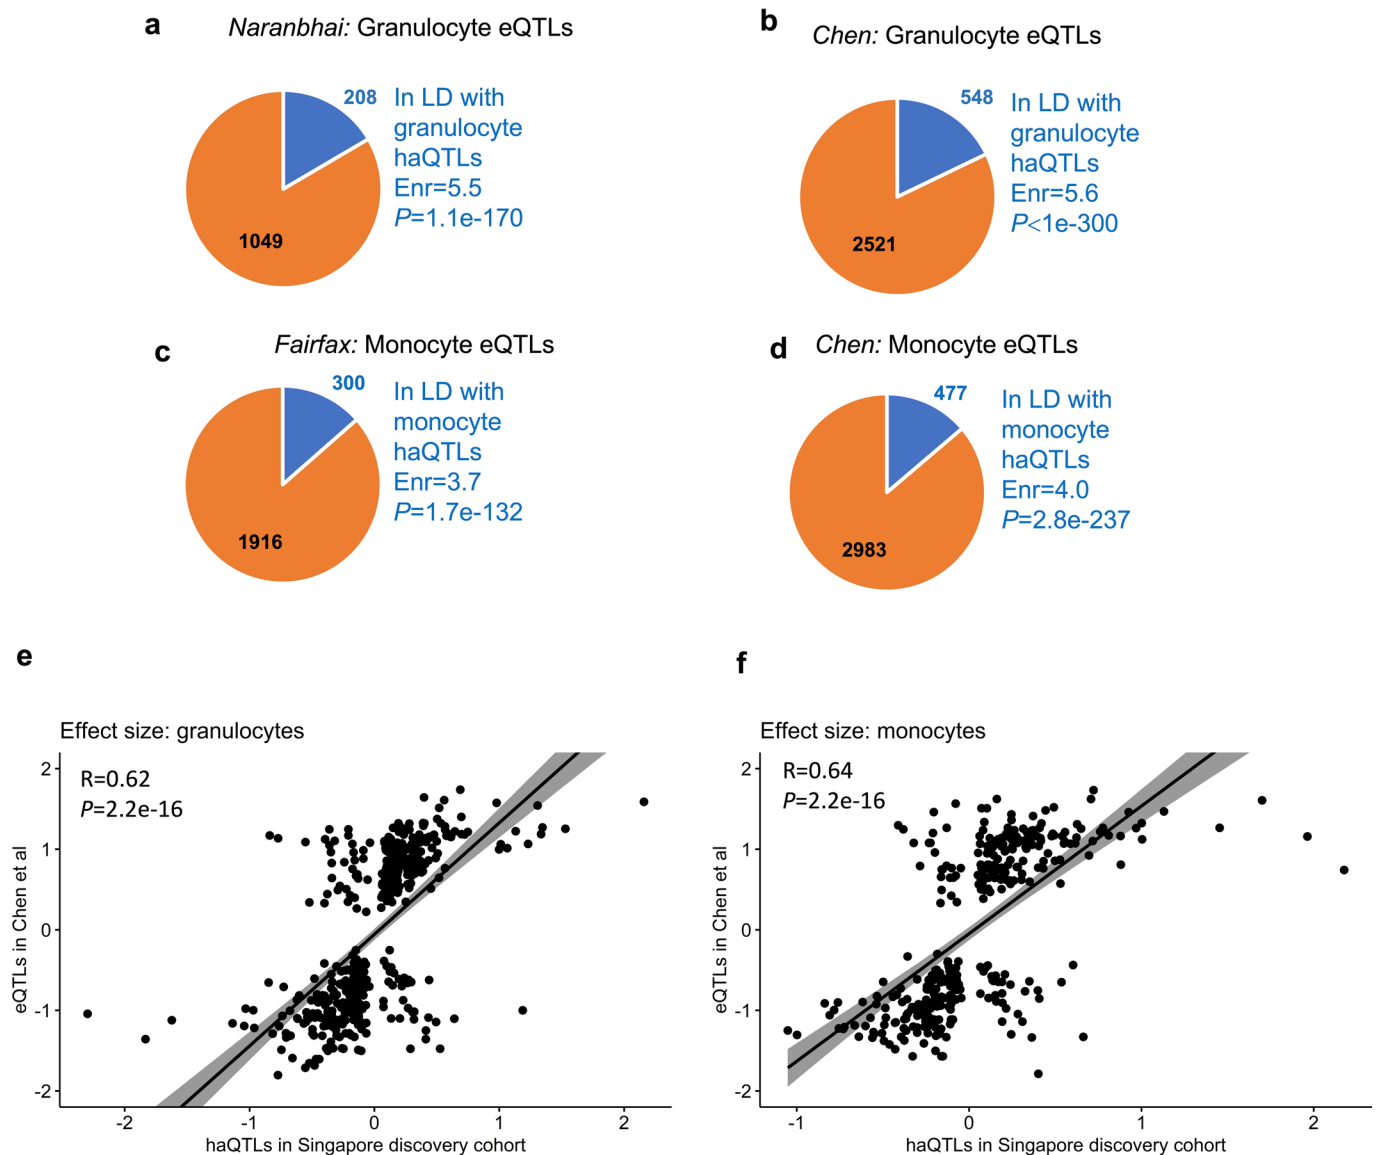 a
Naranbhai: Granulocyte eQTLs
208
In LD with
granulocyte
haQTLs
Enr=5.5
P=1.1e-170
1049
b
Chen: Granulocyte eQTLs
548
In LD with
granulocyte
haQTLs
Enr=5.6
P<1e-300
2521
c
Fairfax: Monocyte eQTLs
300
In LD with
monocyte
haQTLs
Enr=3.7
P=1.7e-132
1916
d
Chen: Monocyte eQTLs
477
In LD with
monocyte
haQTLs
Enr=4.0
P=2.8e-237
2983
e
Effect size: granulocytes
R=0.62
P=2.2e-16
2
1
0
-1
-2
eQTLs in Chen et al
-2 -1 0 1 2
haQTLs in Singapore discovery cohort
f
Effect size: monocytes
R=0.64
P=2.2e-16
2
1
0
-1
-2
eQTLs in Chen et al
-1 0 1 2
haQTLs in Singapore discovery cohort